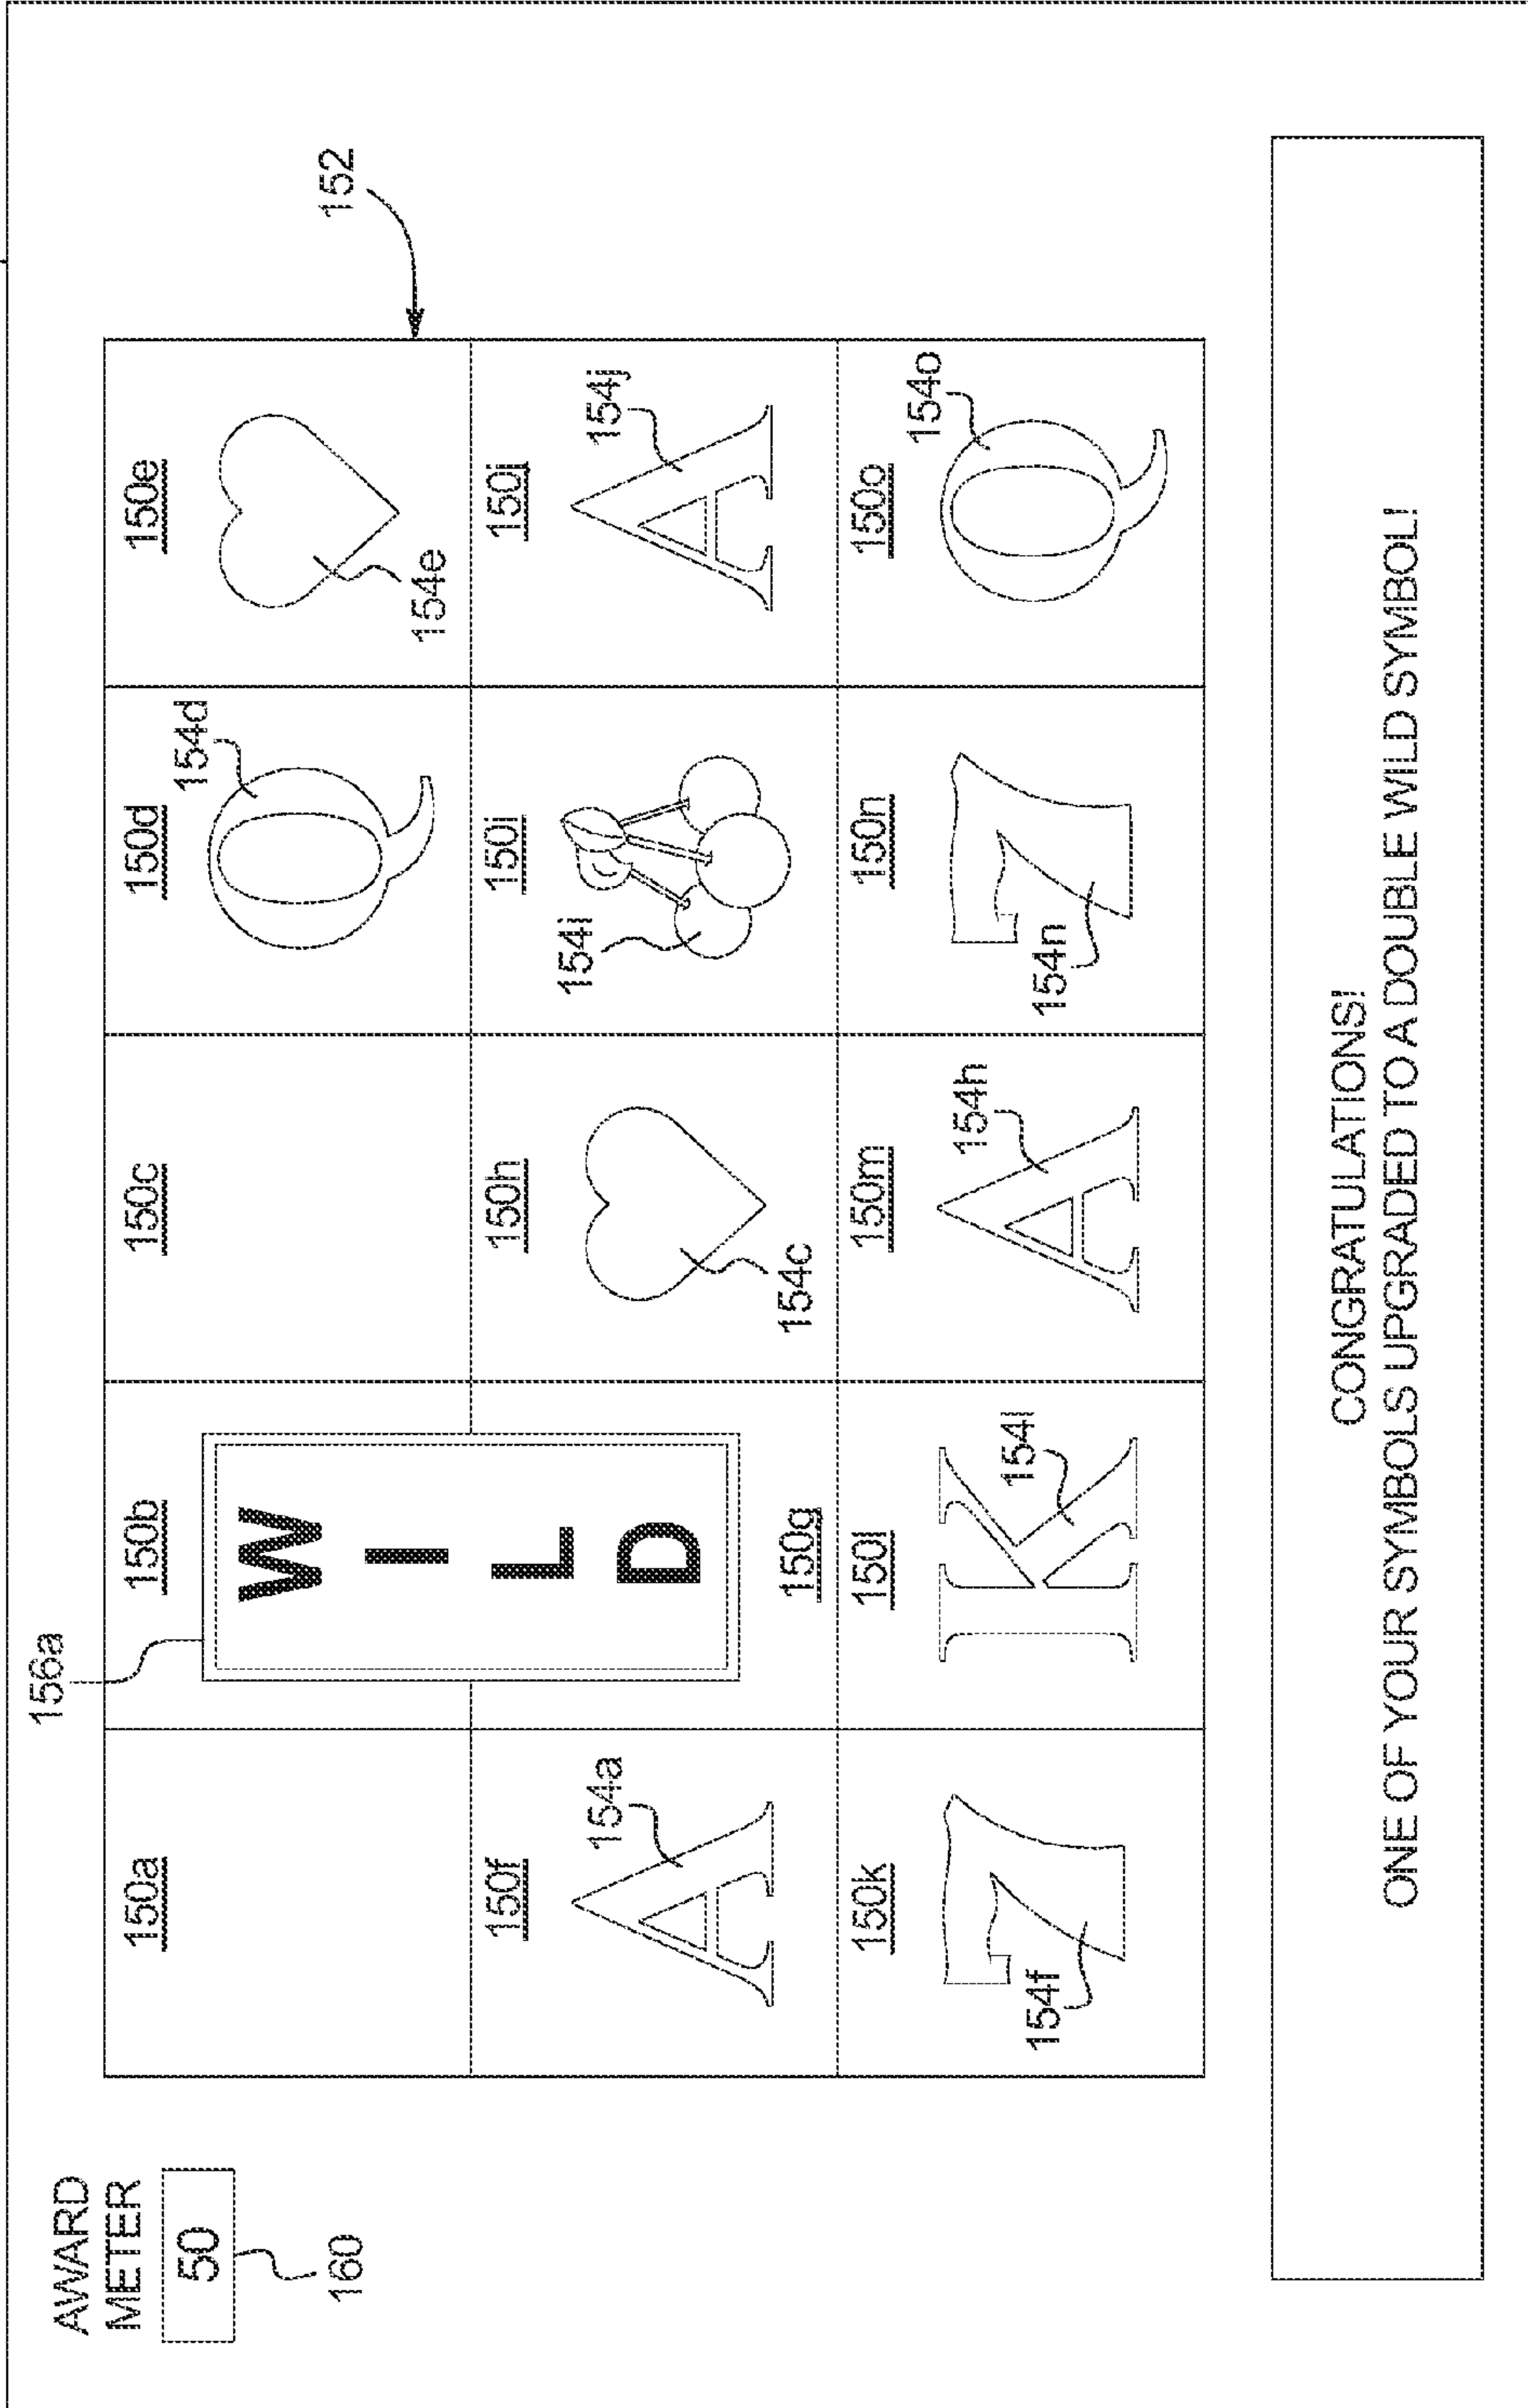 AWARD
METER
50
160
156a
152
150a
150b
150c
150d
150e
W
I
L
D
154d
154e
150f
150g
150h
150i
150j
A
154a
154c
154i
A
154j
Q
150k
150l
150m
150n
150o
7
154f
K
154l
A
154h
7
154n
Q
154o
CONGRATULATIONS!
ONE OF YOUR SYMBOLS UPGRADED TO A DOUBLE WILD SYMBOL!